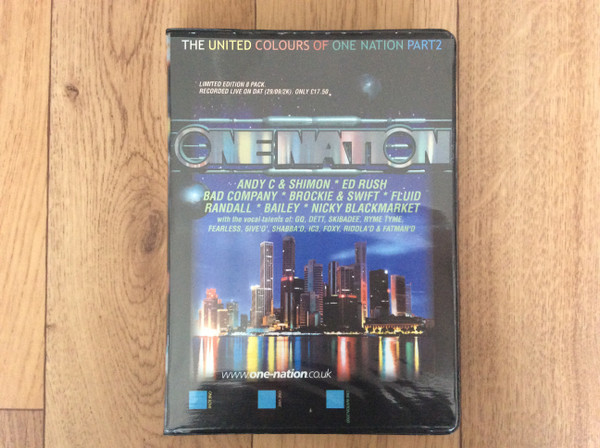 THE UNITED COLOURS OF ONE NATION PART2
LIMITED EDITION 8 PACK
RECORDED LIVE ON DAT (29/09/2K). ONLY £17.50
ONE NATION
ANDY C & SHIMON * ED RUSH
BAD COMPANY * BROCKIE & SWIFT * FLUID
RANDALL * BAILEY * NICKY BLACKMARKET
with the vocal talents of: GQ, DETT, SKIBADEE, RYME TYME,
FEARLESS, 5IVE'O', SHABBA'D, IC3, FOXY, RIDDLA'D & FATMAN'D
www.one-nation.co.uk